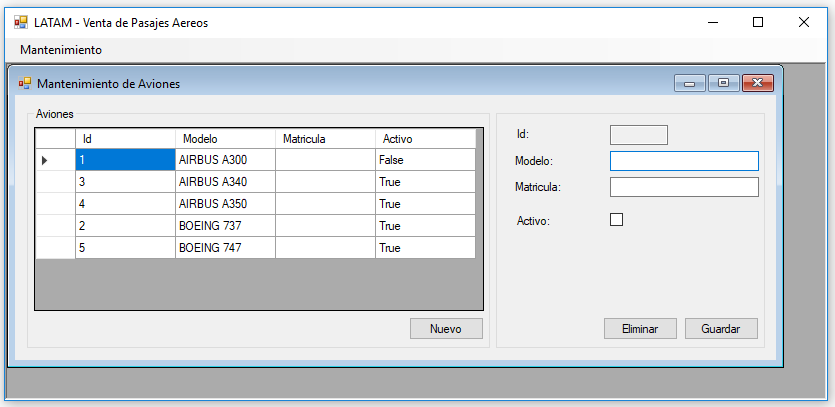 LATAM - Venta de Pasajes Aereos
Mantenimiento
Mantenimiento de Aviones
Aviones
Id Modelo Matricula Activo
1 AIRBUS A300 False
3 AIRBUS A340 True
4 AIRBUS A350 True
2 BOEING 737 True
5 BOEING 747 True
Nuevo
Id:
Modelo:
Matricula:
Activo:
Eliminar Guardar